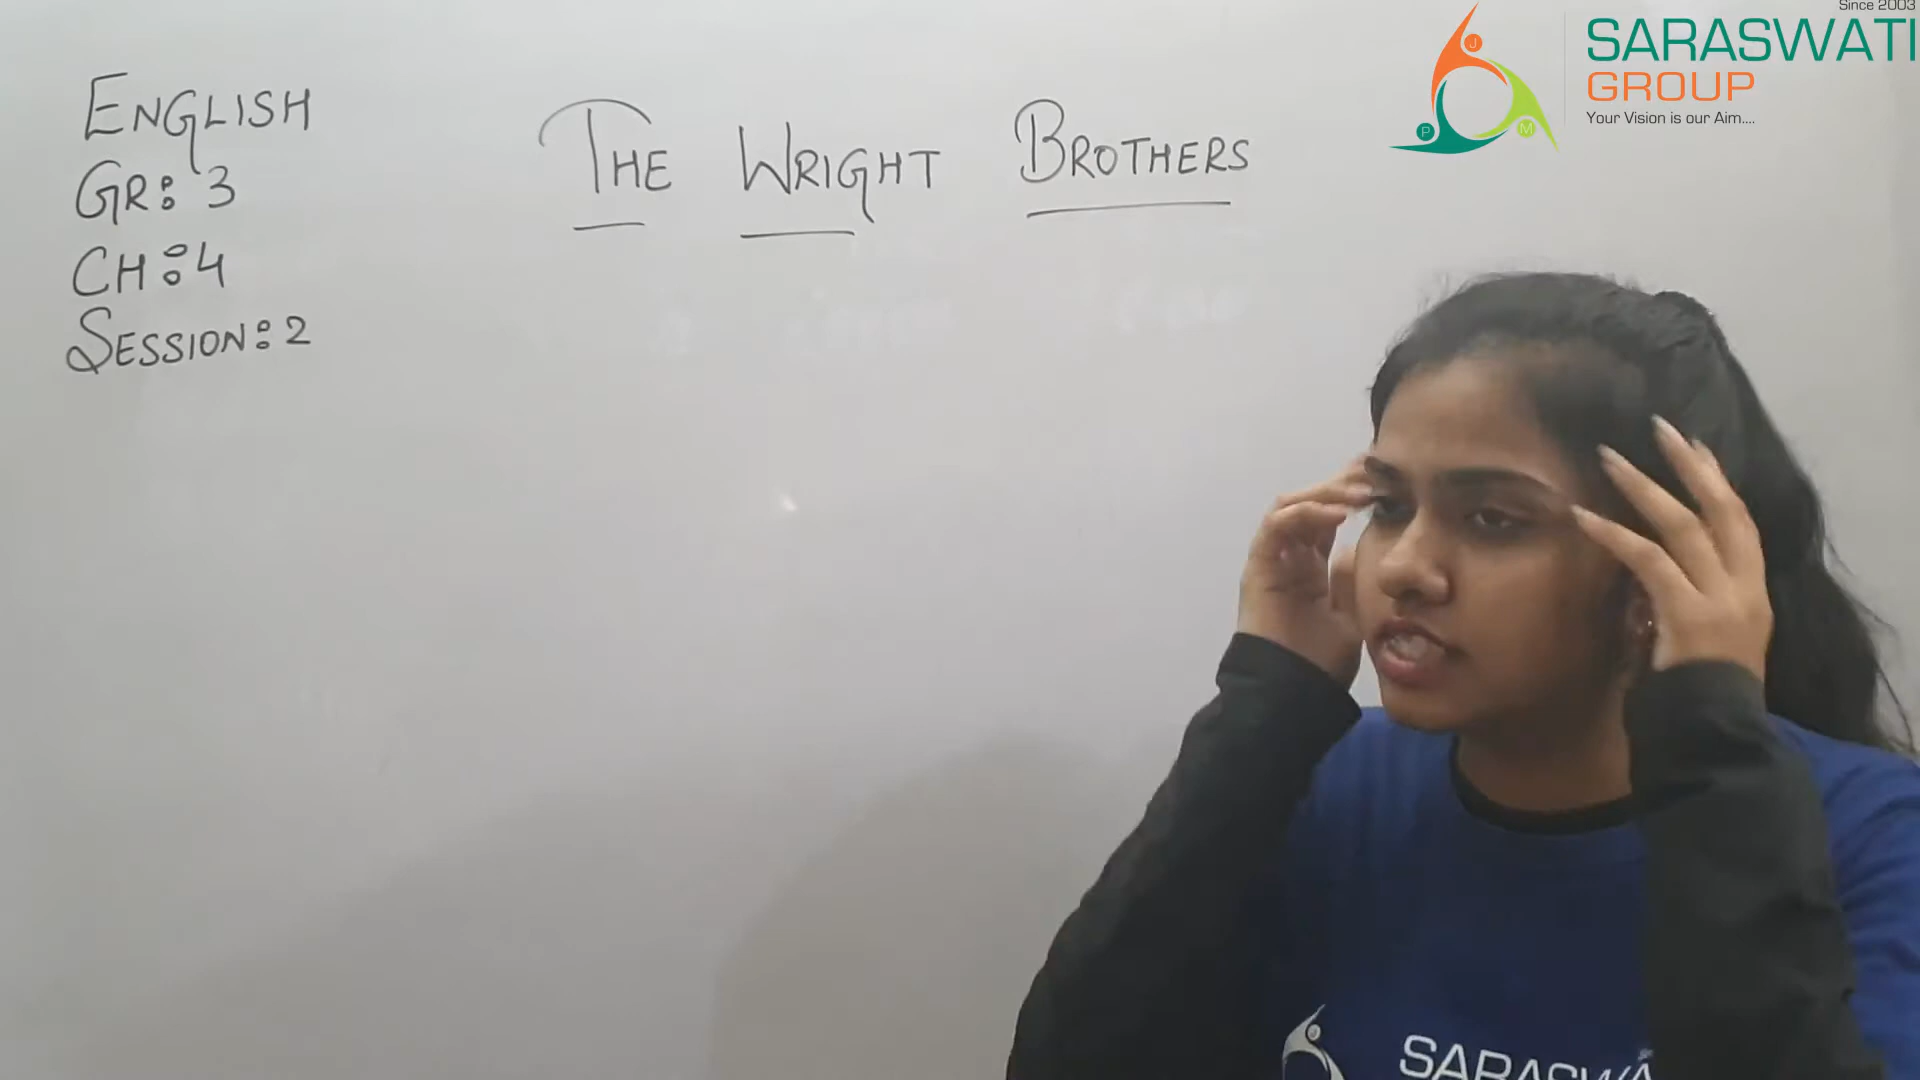 ENGLISH
GR: 3
CH: 4
SESSION: 2
THE WRIGHT BROTHERS
Since 2003
SARASWATI
GROUP
Your Vision is our Aim....
J
P
M
J
SARASWA